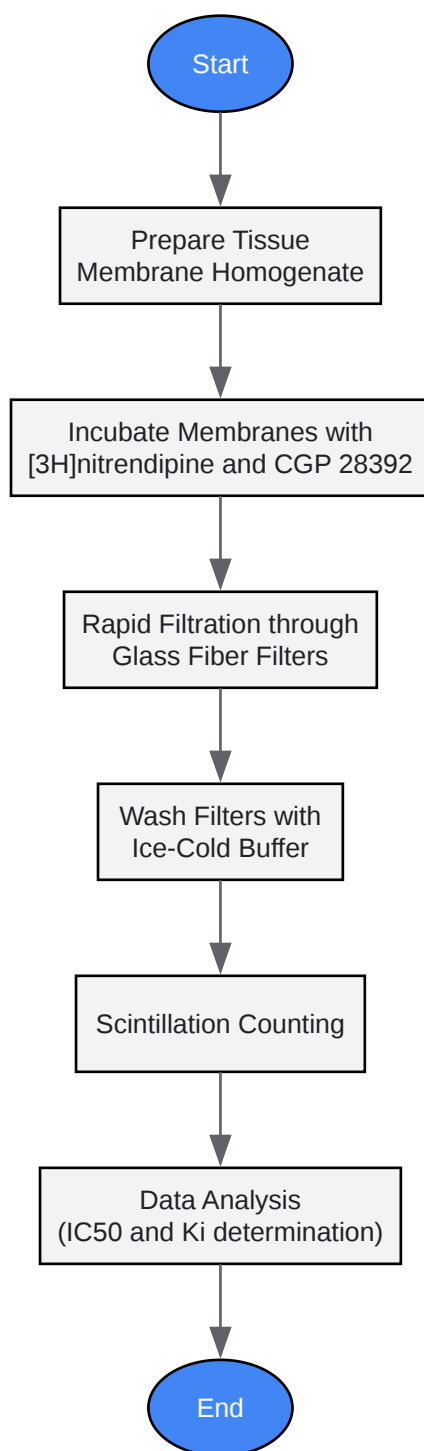 Start
Prepare Tissue
Membrane Homogenate
Incubate Membranes with
[3H]nitrendipine and CGP 28392
Rapid Filtration through
Glass Fiber Filters
Wash Filters with
Ice-Cold Buffer
Scintillation Counting
Data Analysis
(IC50 and Ki determination)
End